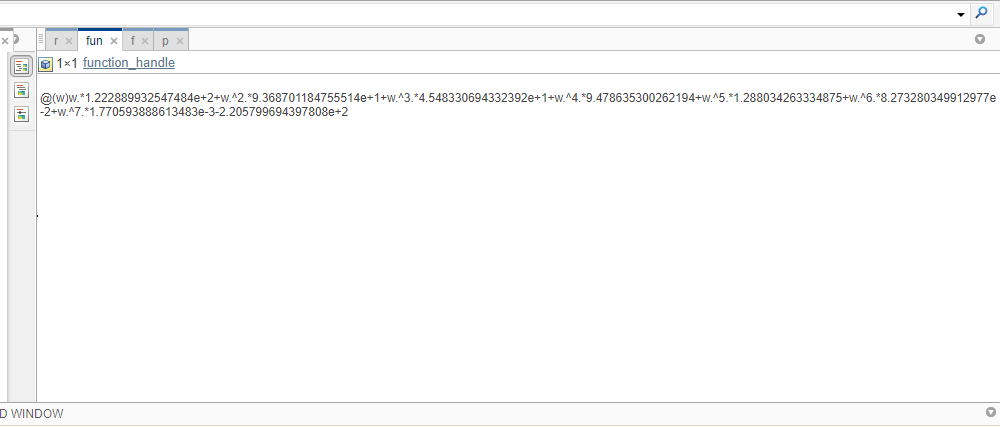 r fun f p
1×1 function_handle
@(w)w.*1.222889932547484e+2+w.^2.*9.368701184755514e+1+w.^3.*4.548330694332392e+1+w.^4.*9.478635300262194+w.^5.*1.288034263334875+w.^6.*8.273280349912977e
-2+w.^7.*1.770593888613483e-3-2.205799694397808e+2
D WINDOW